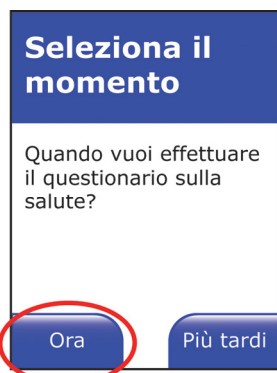 Seleziona il
momento
Quando vuoi effettuare
il questionario sulla
salute?
Ora
Più tardi